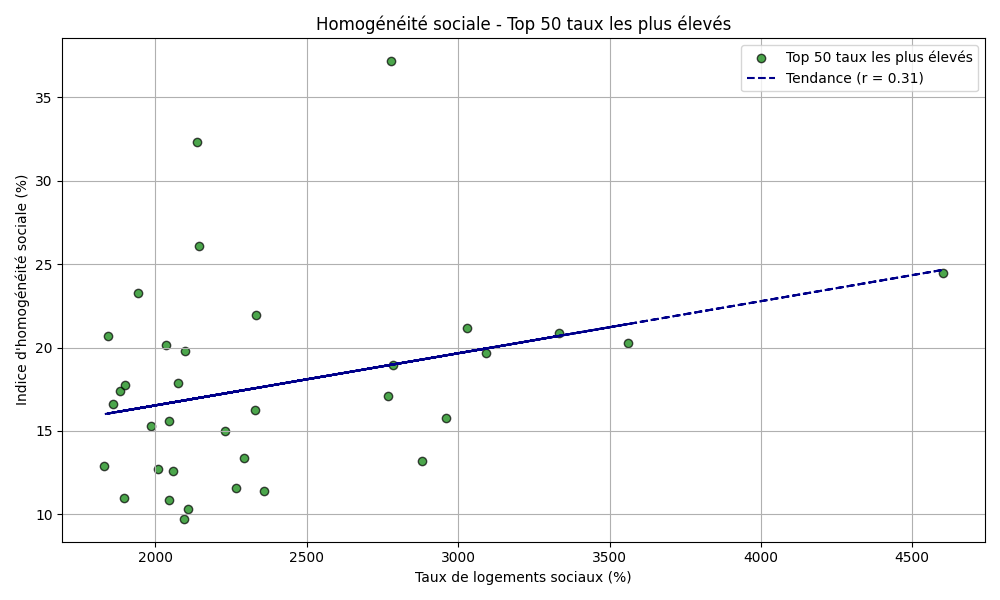 Homogénéité sociale - Top 50 taux les plus élevés
Top 50 taux les plus élevés
Tendance (r = 0.31)
Indice d'homogénéité sociale (%)
35
30
25
20
15
10
2000
2500
3000
3500
4000
4500
Taux de logements sociaux (%)